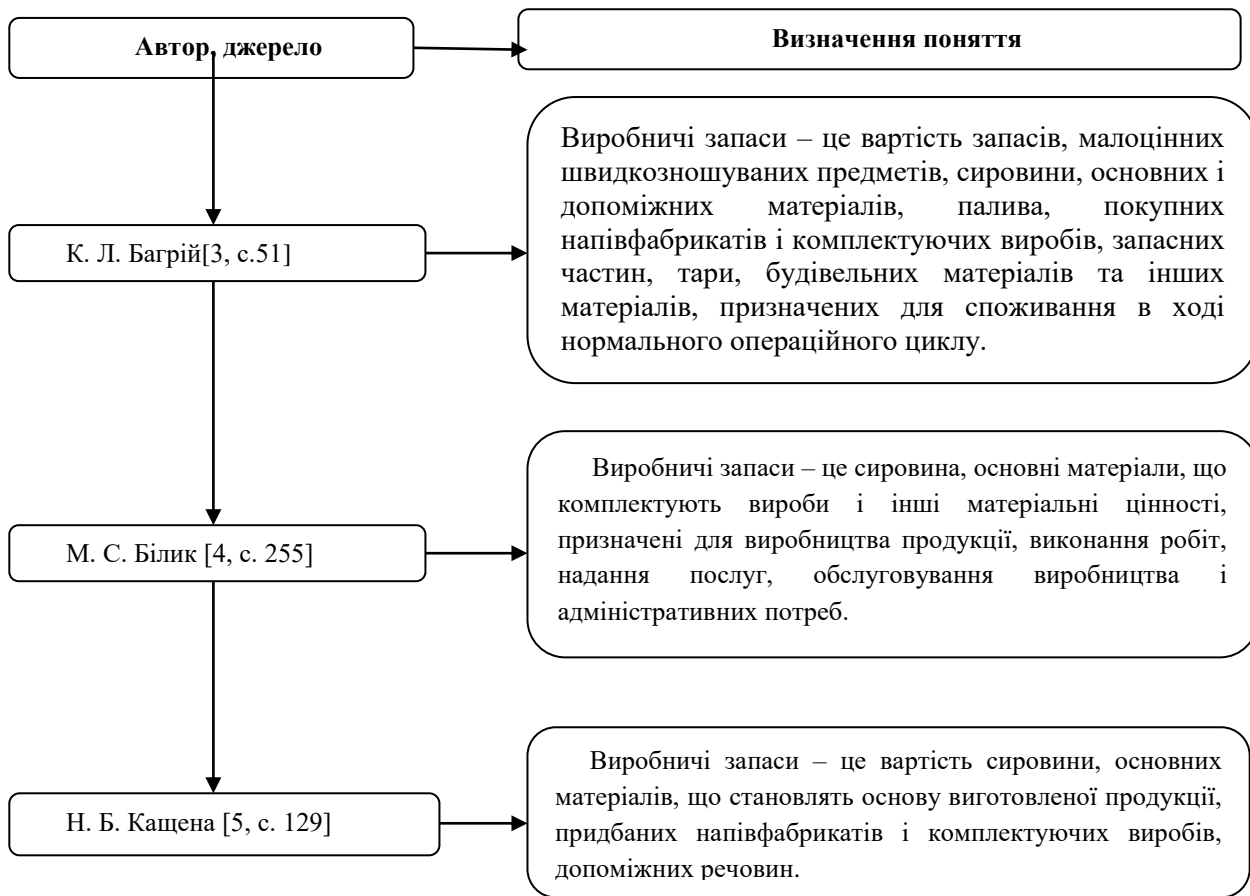 Автор, джерело
Визначення поняття
К. Л. Багрій[3, с.51]
Виробничі запаси – це вартість запасів, малоцінних
швидкозношуваних предметів, сировини, основних і
допоміжних матеріалів, палива, покупних
напівфабрикатів і комплектуючих виробів, запасних
частин, тари, будівельних матеріалів та інших
матеріалів, призначених для споживання в ході
нормального операційного циклу.
М. С. Білик [4, с. 255]
Виробничі запаси – це сировина, основні матеріали, що
комплектують вироби і інші матеріальні цінності,
призначені для виробництва продукції, виконання робіт,
надання послуг, обслуговування виробництва і
адміністративних потреб.
Н. Б. Кащена [5, с. 129]
Виробничі запаси – це вартість сировини, основних
матеріалів, що становлять основу виготовленої продукції,
придбаних напівфабрикатів і комплектуючих виробів,
допоміжних речовин.